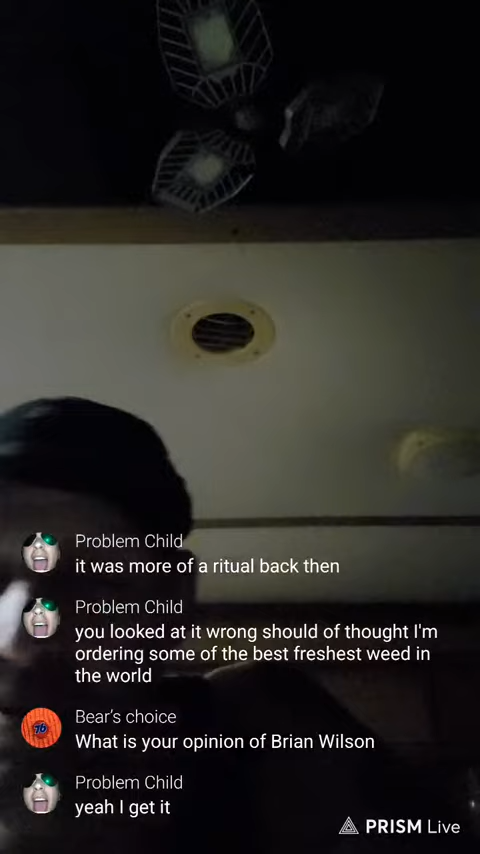 Problem Child
it was more of a ritual back then
Problem Child
you looked at it wrong should of thought I'm
ordering some of the best freshest weed in
the world
Bear's choice
76
What is your opinion of Brian Wilson
Problem Child
yeah I get it
PRISM Live